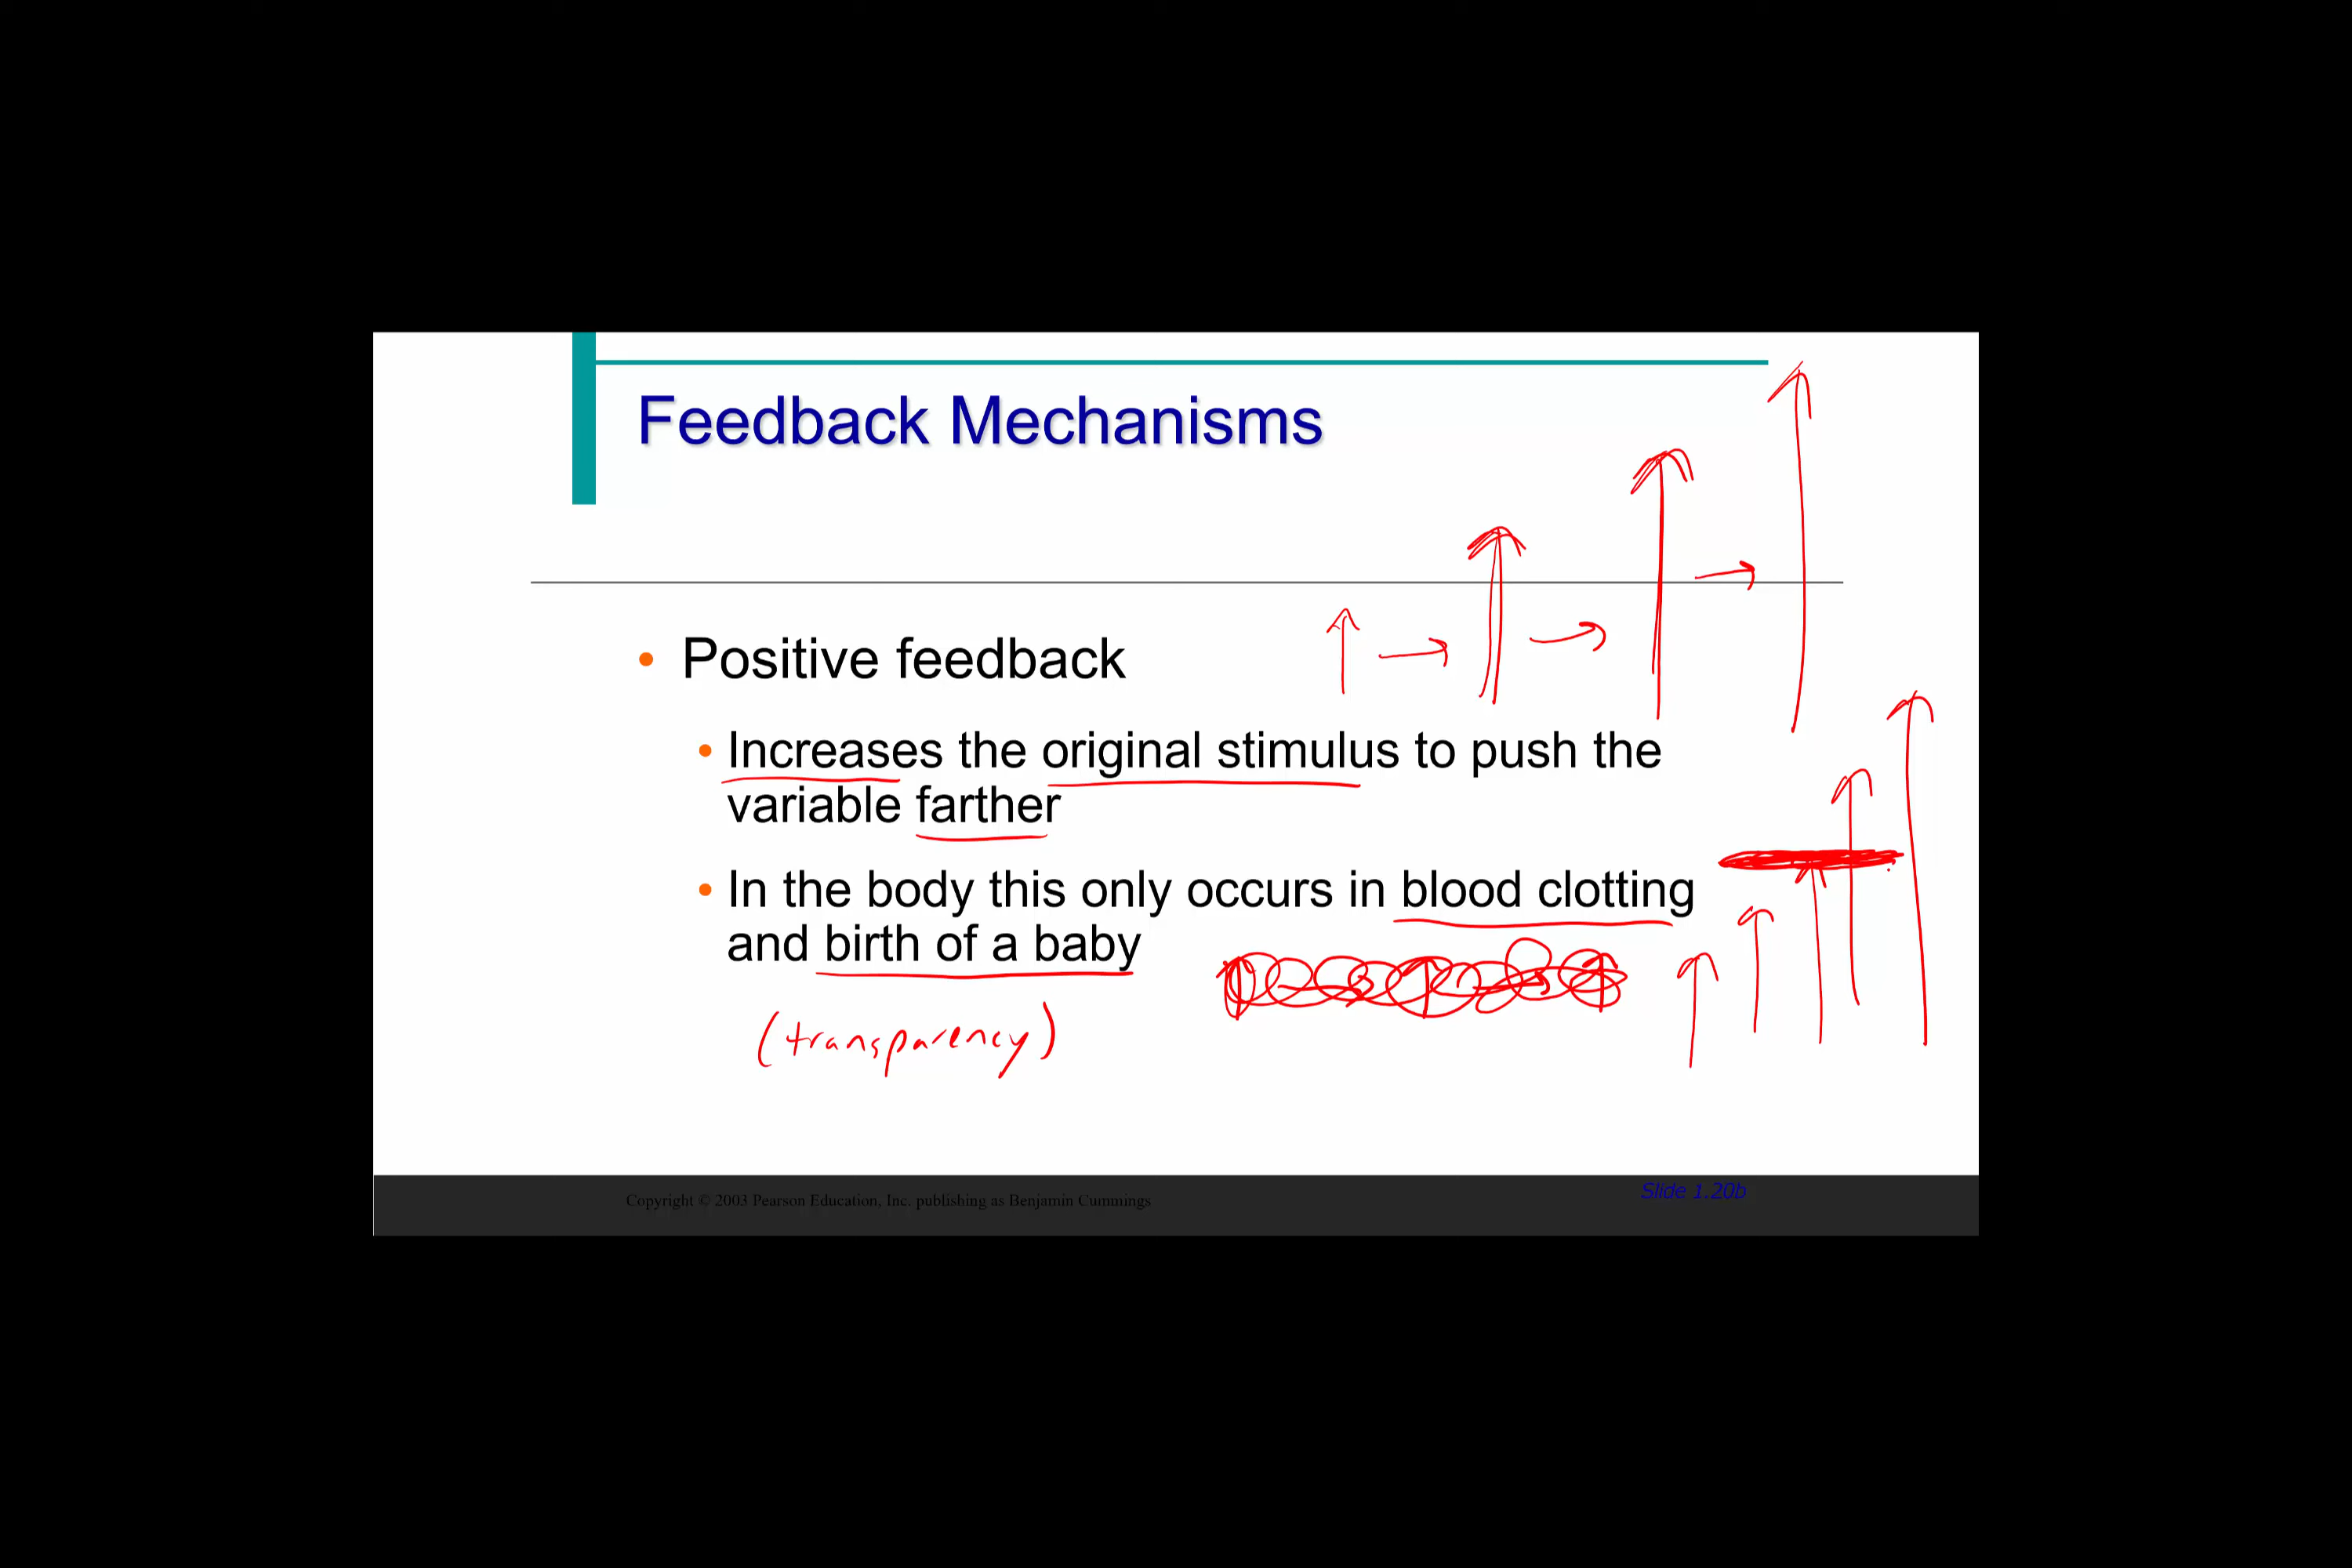 Feedback Mechanisms
Positive feedback
Increases the original stimulus to push the
variable farther
In the body this only occurs in blood clotting
and birth of a baby
(transparency)
Copyright © 2003 Pearson Education, Inc. publishing as Benjamin Cummings
Slide 1.20b